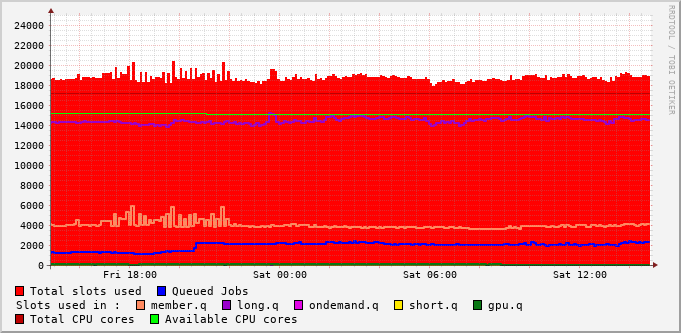 RRDTOOL / TOBI OETIKER
24000
22000
20000
18000
16000
14000
12000
10000
8000
6000
4000
2000
0
Fri 18:00 Sat 00:00 Sat 06:00 Sat 12:00
Total slots used Queued Jobs
Slots used in : member.q long.q ondemand.q short.q gpu.q
Total CPU cores Available CPU cores